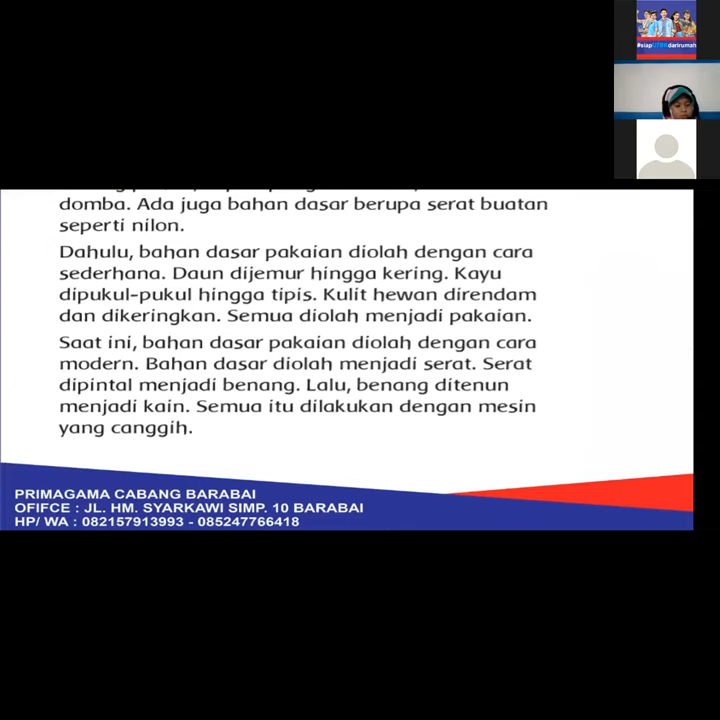 #siapUTBKdarirumah
domba. Ada juga bahan dasar berupa serat buatan
seperti nilon.
Dahulu, bahan dasar pakaian diolah dengan cara
sederhana. Daun dijemur hingga kering. Kayu
dipukul-pukul hingga tipis. Kulit hewan direndam
dan dikeringkan. Semua diolah menjadi pakaian.
Saat ini, bahan dasar pakaian diolah dengan cara
modern. Bahan dasar diolah menjadi serat. Serat
dipintal menjadi benang. Lalu, benang ditenun
menjadi kain. Semua itu dilakukan dengan mesin
yang canggih.
PRIMAGAMA CABANG BARABAI
OFIFCE : JL. HM. SYARKAWI SIMP. 10 BARABAI
HP/ WA : 082157913993 - 085247766418